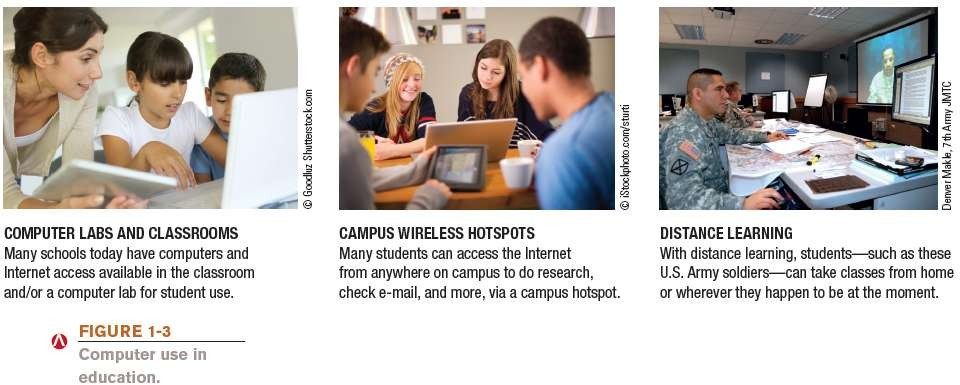 © Goodluz Shutterstock.com
© iStockphoto.com/sturti
Denver Makle, 7th Army JMTC
COMPUTER LABS AND CLASSROOMS
Many schools today have computers and
Internet access available in the classroom
and/or a computer lab for student use.
CAMPUS WIRELESS HOTSPOTS
Many students can access the Internet
from anywhere on campus to do research,
check e-mail, and more, via a campus hotspot.
DISTANCE LEARNING
With distance learning, students—such as these
U.S. Army soldiers—can take classes from home
or wherever they happen to be at the moment.
FIGURE 1-3
Computer use in
education.